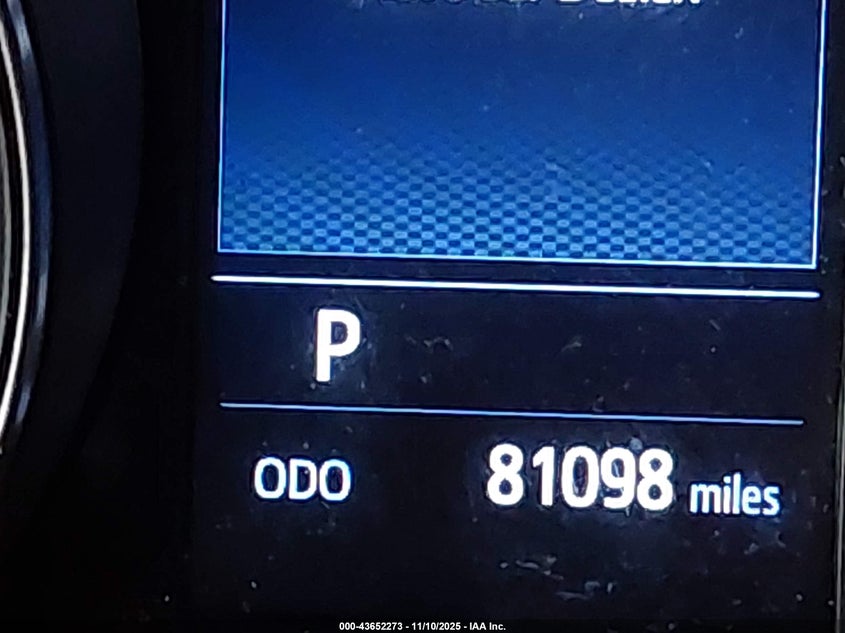 P
ODO 81098 miles
000-43652273 - 11/10/2025 - IAA Inc.